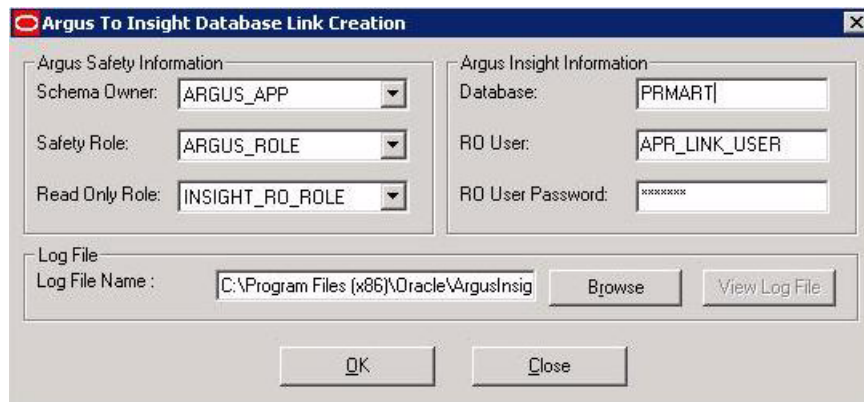 Argus To Insight Database Link Creation
Argus Safety Information
Schema Owner: ARGUS_APP
Safety Role: ARGUS_ROLE
Read Only Role: INSIGHT_RO_ROLE
Argus Insight Information
Database: PRMART
RO User: APR_LINK_USER
RO User Password: *******
Log File
Log File Name : C:\Program Files (x86)\Oracle\ArgusInsig
Browse
View Log File
OK
Close